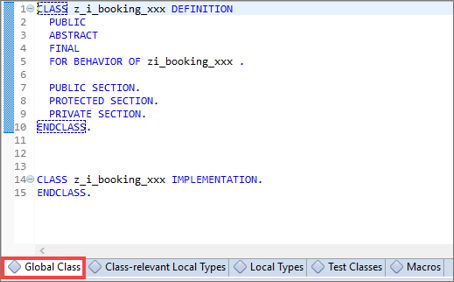 1 CLASS z_i_booking_xxx DEFINITION
2 PUBLIC
3 ABSTRACT
4 FINAL
5 FOR BEHAVIOR OF zi_booking_xxx .
6
7 PUBLIC SECTION.
8 PROTECTED SECTION.
9 PRIVATE SECTION.
10 ENDCLASS.
11
12
13
14 CLASS z_i_booking_xxx IMPLEMENTATION.
15 ENDCLASS.
Global Class Class-relevant Local Types Local Types Test Classes Macros